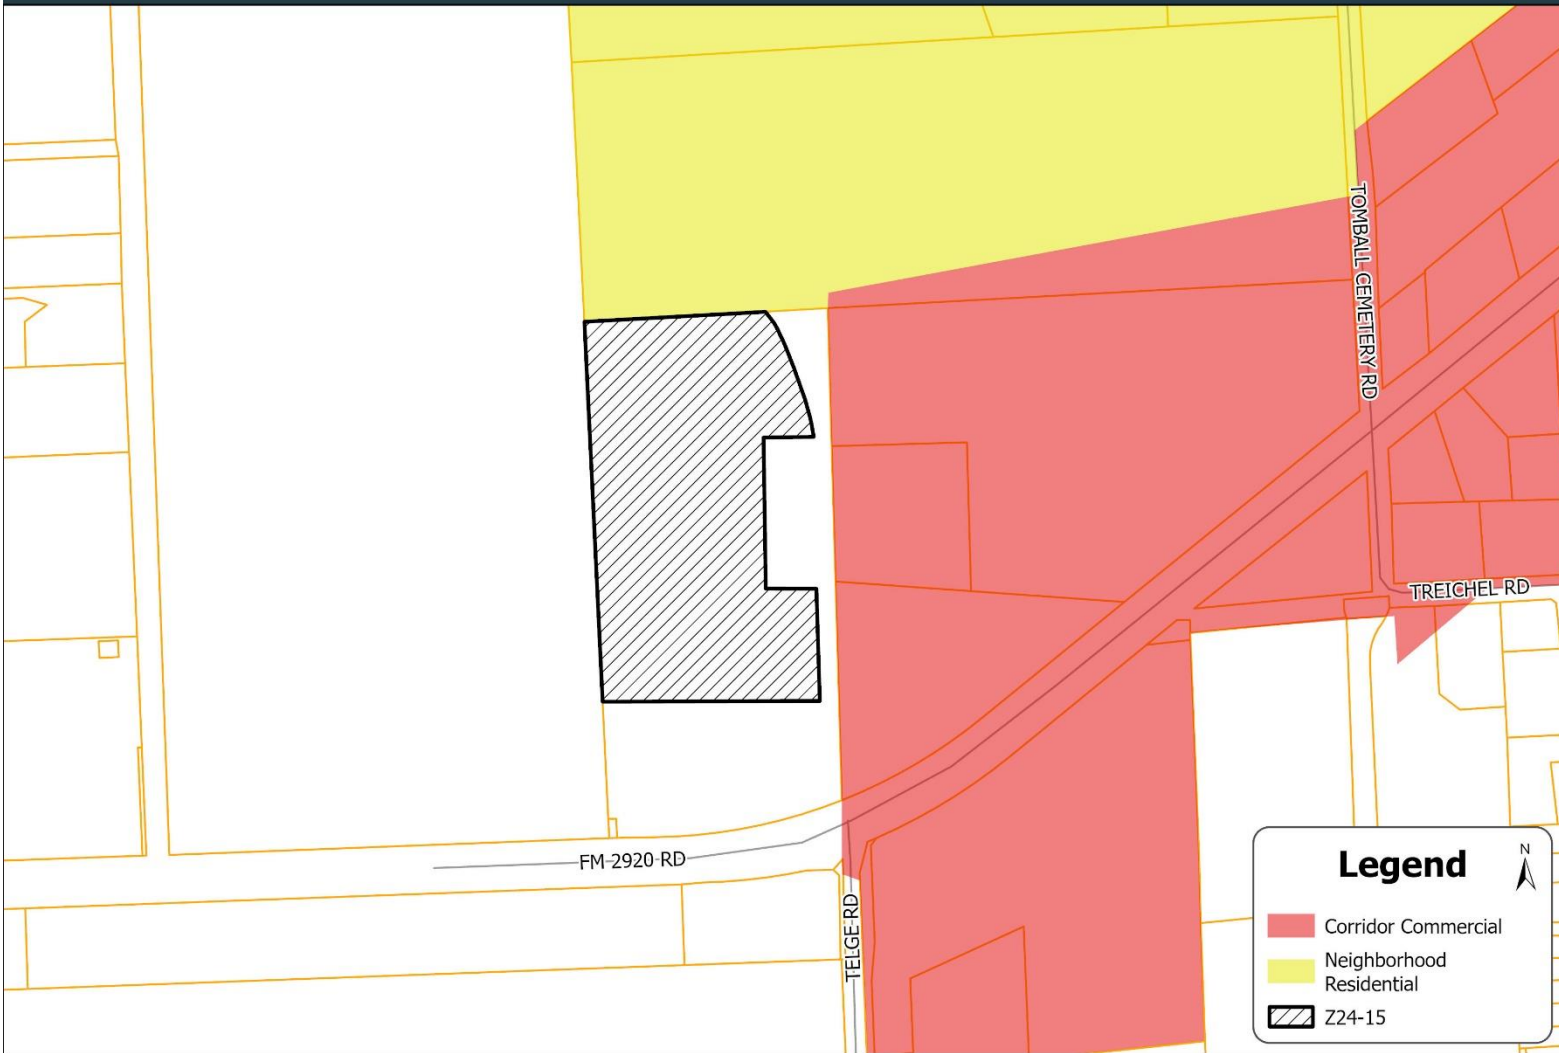 TOMBALL CEMETERY RD
TREICHEL RD
FM 2920 RD
TELGE RD
Legend
N
Corridor Commercial
Neighborhood
Residential
Z24-15